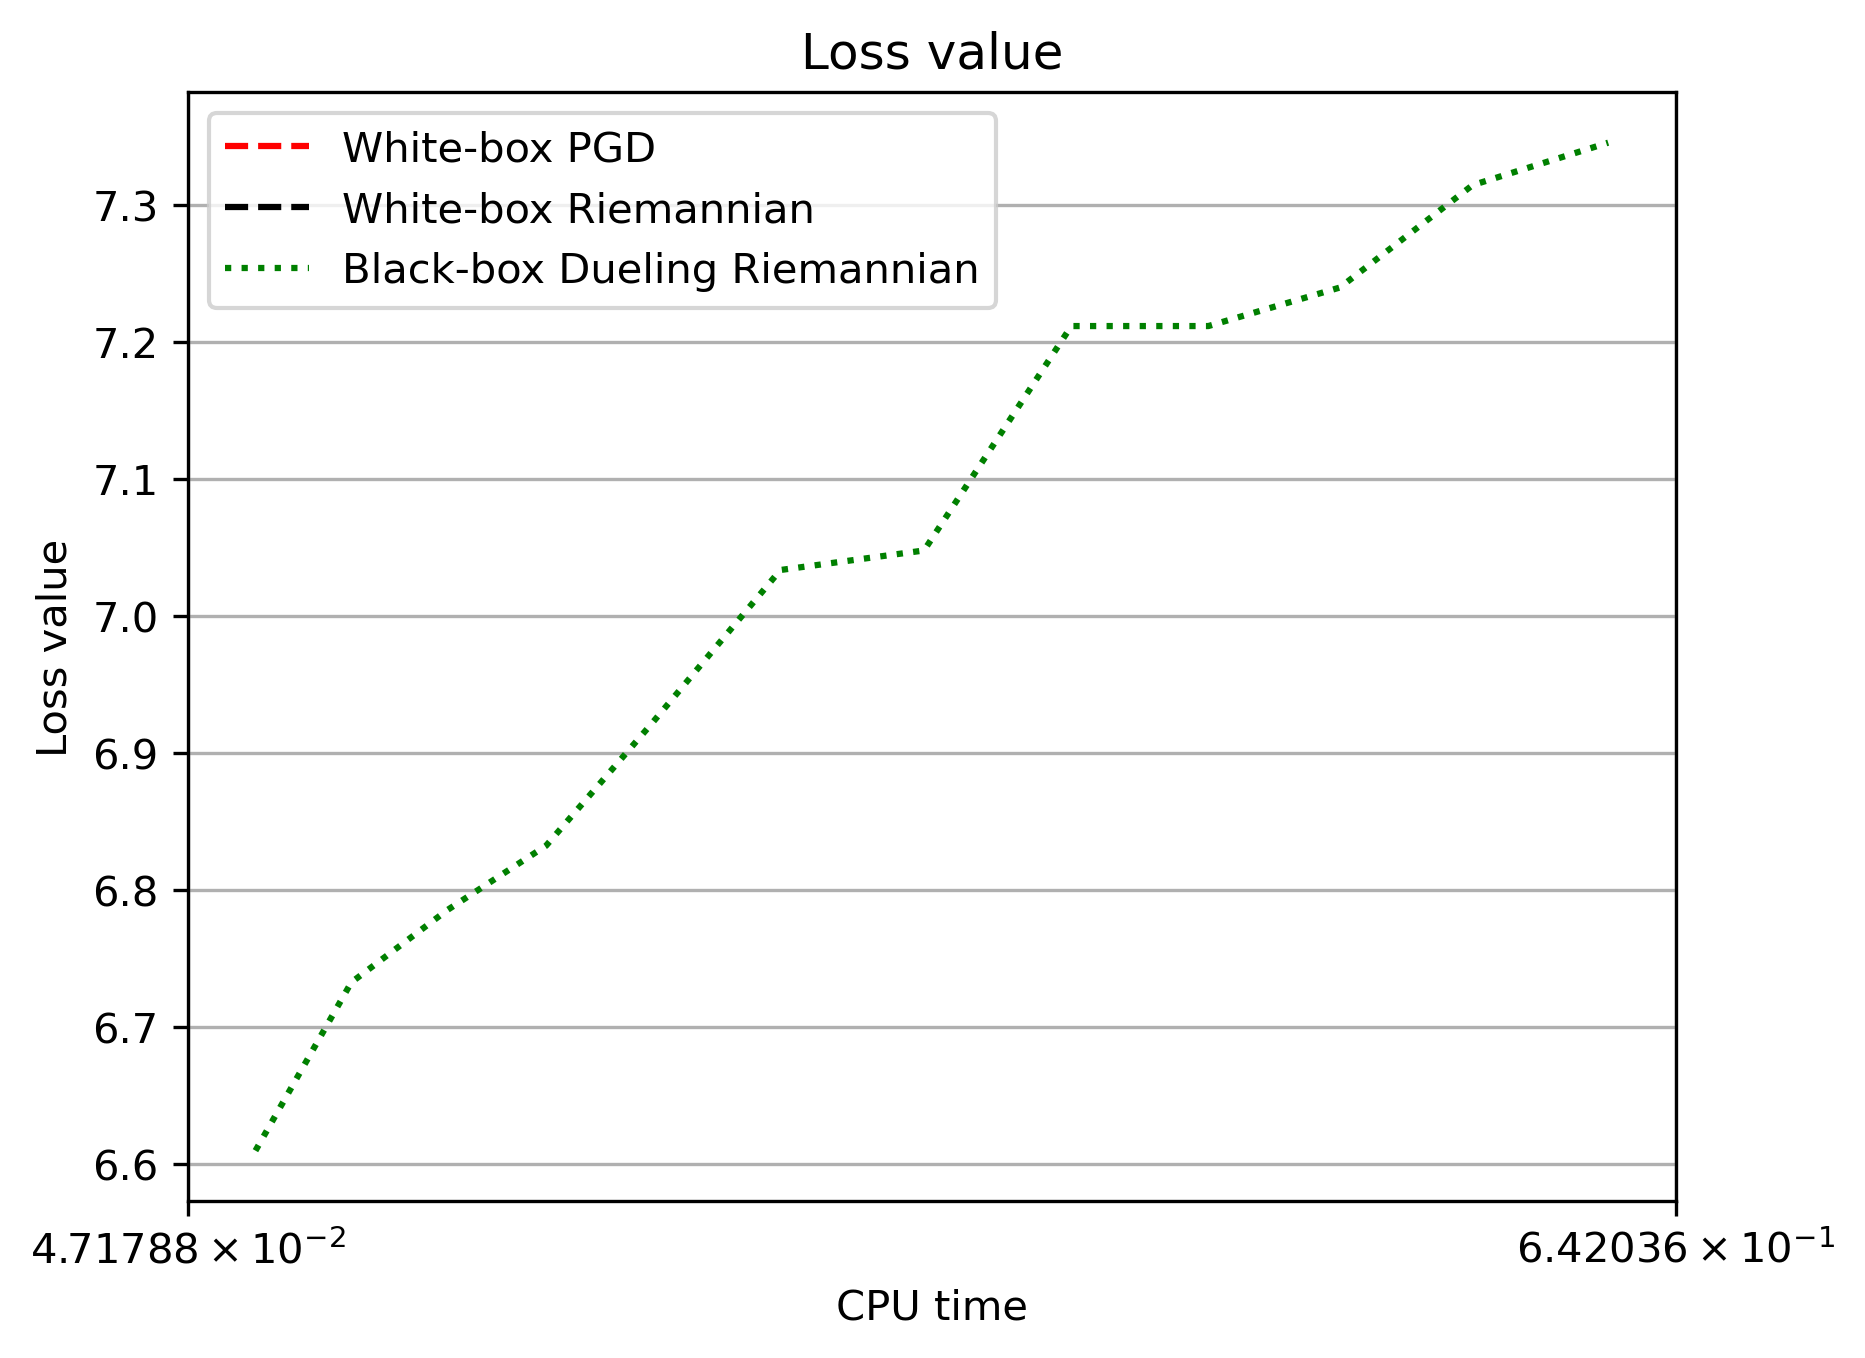 Loss value
White-box PGD
White-box Riemannian
Black-box Dueling Riemannian
7.3
7.2
7.1
7.0
6.9
6.8
6.7
6.6
Loss value
4.71788 × 10⁻²
6.42036 × 10⁻¹
CPU time